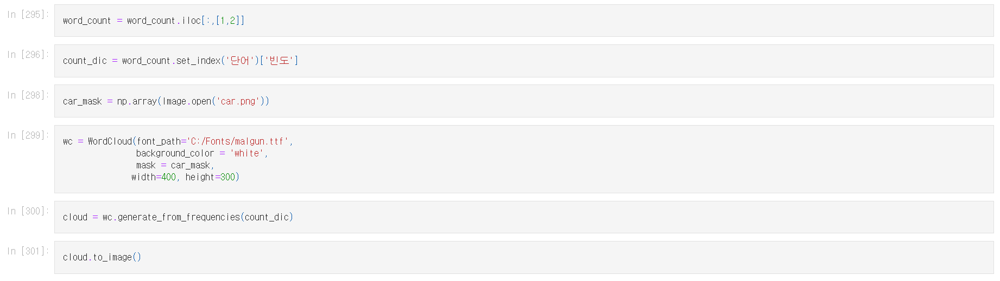 In [295]:
word_count = word_count.iloc[:,[1,2]]
In [296]:
count_dic = word_count.set_index('단어')['빈도']
In [298]:
car_mask = np.array(Image.open('car.png'))
In [299]:
wc = WordCloud(font_path='C:/Fonts/malgun.ttf',
background_color = 'white',
mask = car_mask,
width=400, height=300)
In [300]:
cloud = wc.generate_from_frequencies(count_dic)
In [301]:
cloud.to_image()